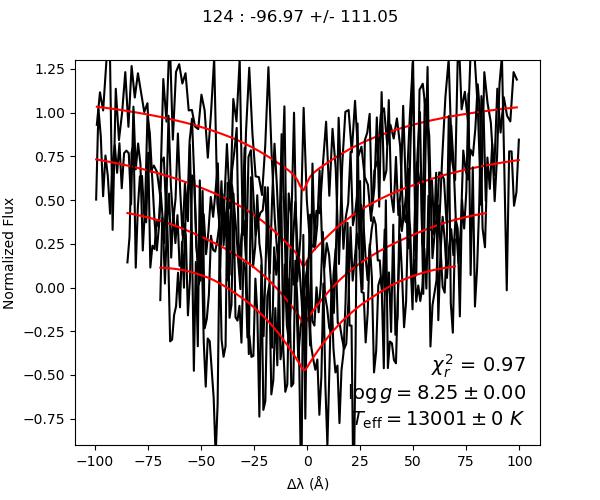 124 : -96.97 +/- 111.05
Normalized Flux
1.25
1.00
0.75
0.50
0.25
0.00
−0.25
−0.50
−0.75
χ²ᵣ = 0.97
log g = 8.25 ± 0.00
T_eff = 13001 ± 0 K
−100 −75 −50 −25 0 25 50 75 100
Δλ (Å)